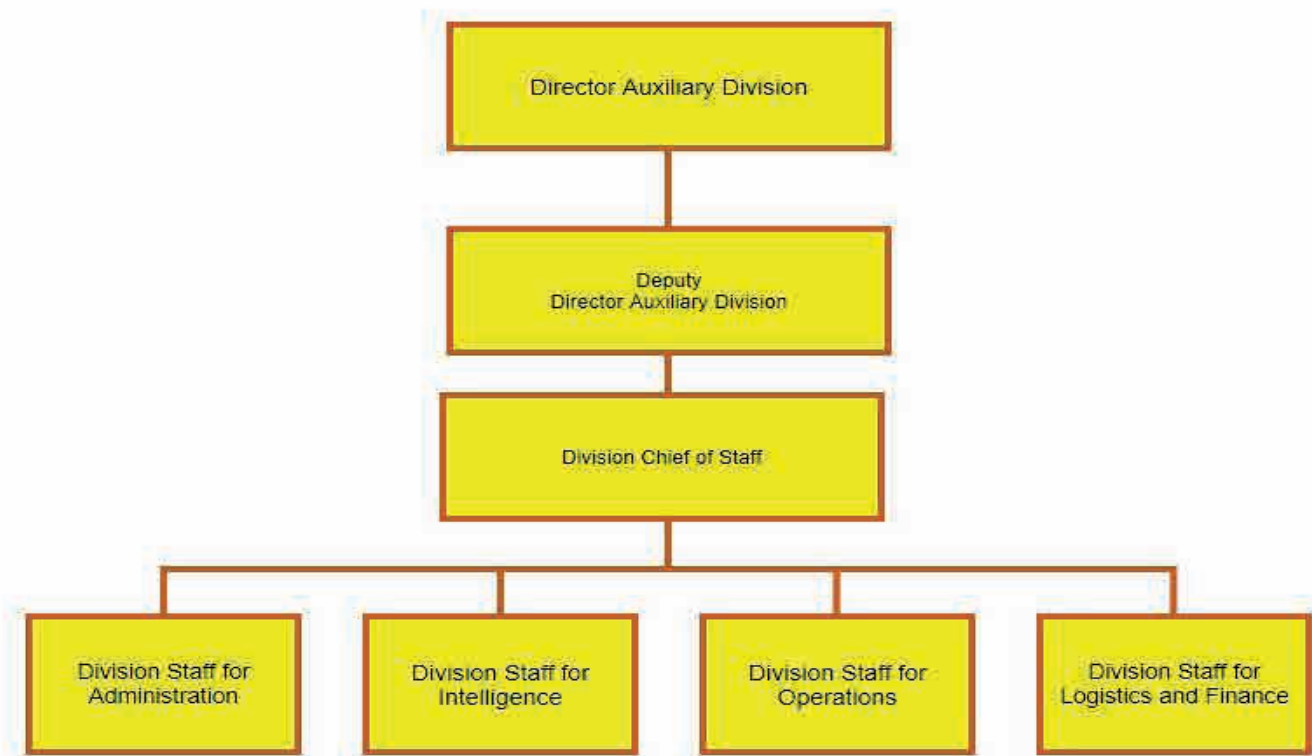 Director Auxiliary Division
Deputy
Director Auxiliary Division
Division Chief of Staff
Division Staff for
Administration
Division Staff for
Intelligence
Division Staff for
Operations
Division Staff for
Logistics and Finance